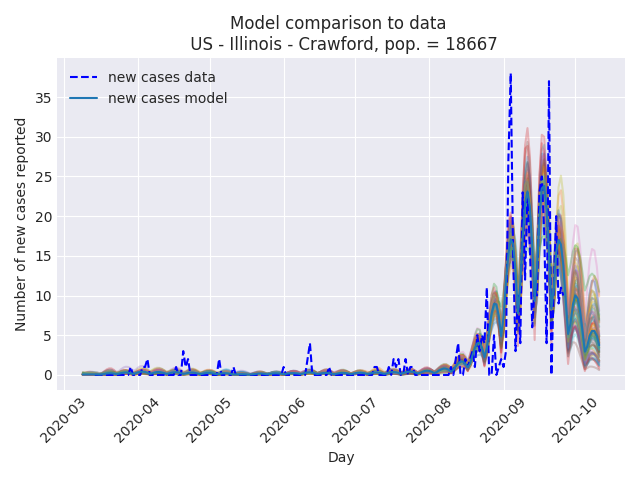 Model comparison to data
US - Illinois - Crawford, pop. = 18667
new cases data
new cases model
Number of new cases reported
35
30
25
20
15
10
5
0
2020-03
2020-04
2020-05
2020-06
2020-07
2020-08
2020-09
2020-10
Day